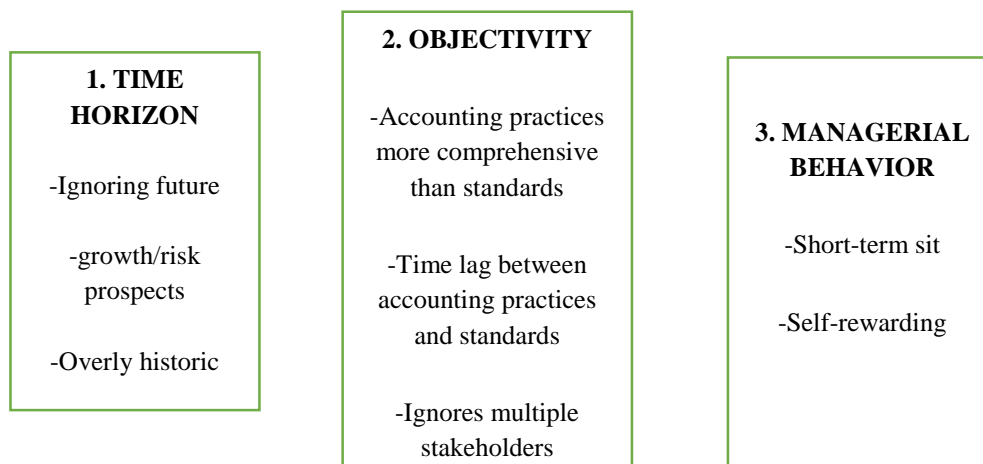 1. TIME
HORIZON
-Ignoring future
-growth/risk
prospects
-Overly historic
2. OBJECTIVITY
-Accounting practices
more comprehensive
than standards
-Time lag between
accounting practices
and standards
-Ignores multiple
stakeholders
3. MANAGERIAL
BEHAVIOR
-Short-term sit
-Self-rewarding